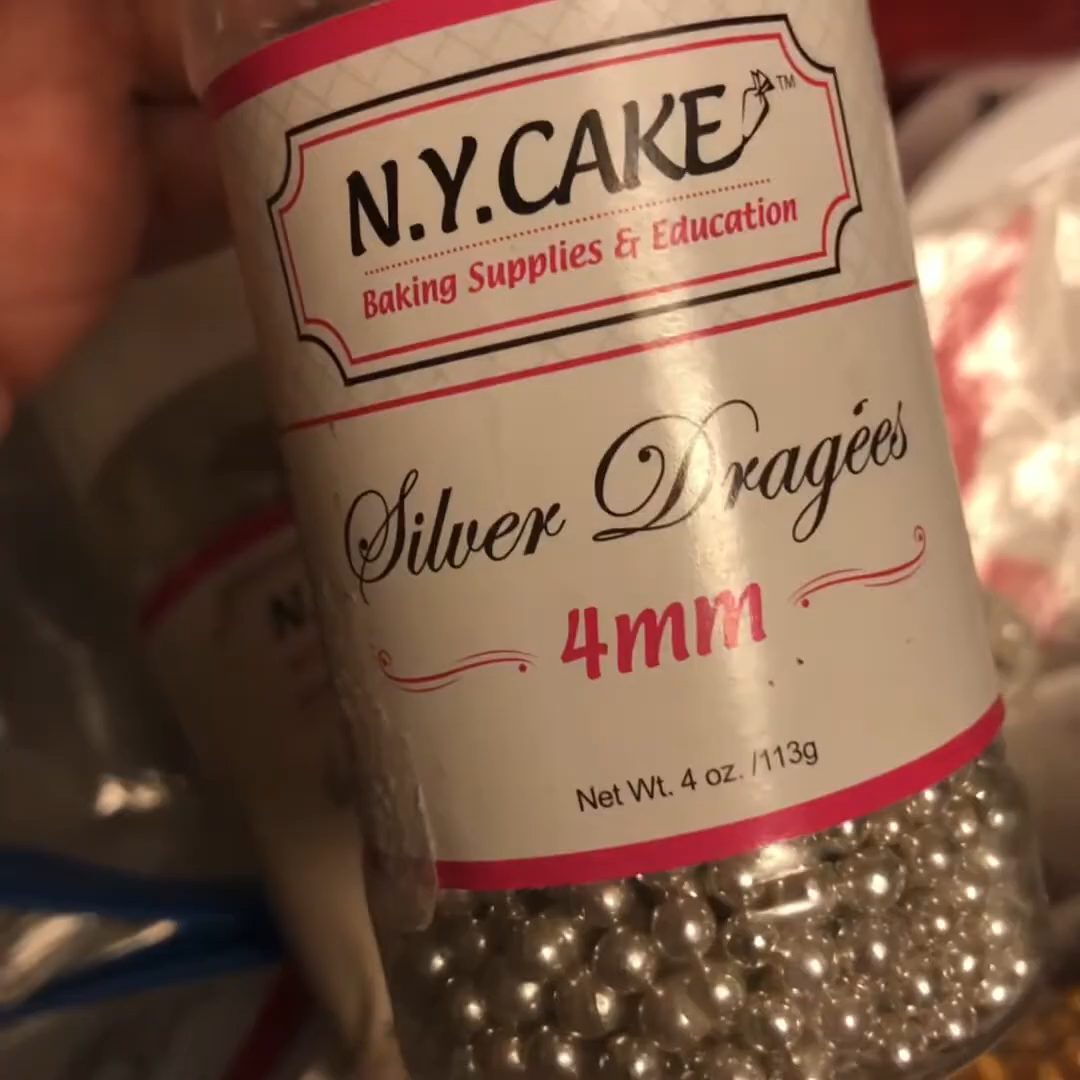 N.Y.CAKE™
Baking Supplies & Education
Silver Dragées
4mm
Net Wt. 4 oz. /113g
N